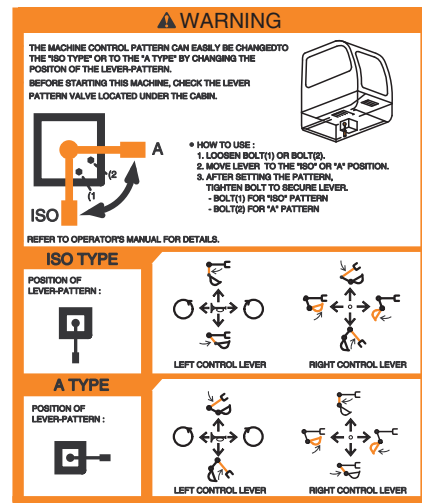 WARNING
THE MACHINE CONTROL PATTERN CAN EASILY BE CHANGEDTO
THE "ISO TYPE" OR TO THE "A TYPE" BY CHANGING THE
POSITON OF THE LEVER-PATTERN.
BEFORE STARTING THIS MACHINE, CHECK THE LEVER
PATTERN VALVE LOCATED UNDER THE CABIN.
A
(2
(1
ISO
• HOW TO USE :
1. LOOSEN BOLT(1) OR BOLT(2).
2. MOVE LEVER TO THE "ISO" OR "A" POSITION.
3. AFTER SETTING THE PATTERN,
TIGHTEN BOLT TO SECURE LEVER.
- BOLT(1) FOR "ISO" PATTERN
- BOLT(2) FOR "A" PATTERN
REFER TO OPERATOR'S MANUAL FOR DETAILS.
ISO TYPE
POSITION OF
LEVER-PATTERN :
LEFT CONTROL LEVER
RIGHT CONTROL LEVER
A TYPE
POSITION OF
LEVER-PATTERN :
LEFT CONTROL LEVER
RIGHT CONTROL LEVER